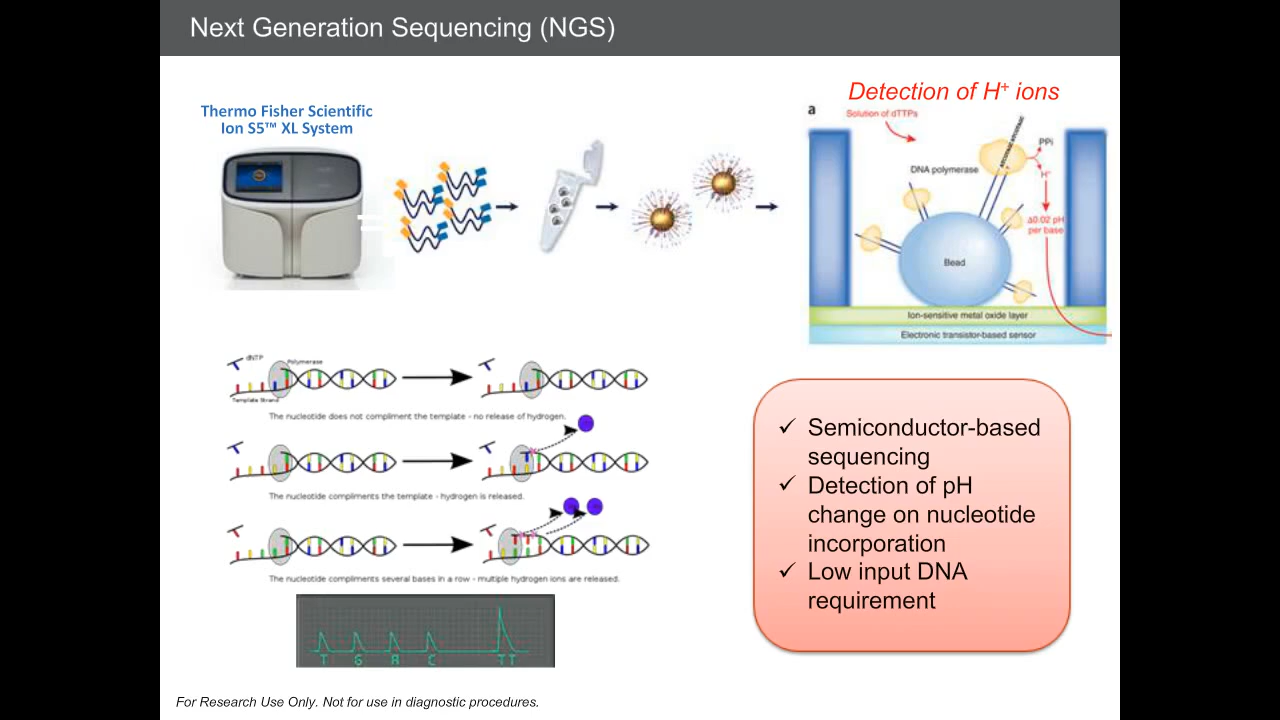 Next Generation Sequencing (NGS)
Thermo Fisher Scientific
Ion S5™ XL System
Detection of H⁺ ions
a
Solution of dTTPs
PPi
DNA polymerase
H⁺
Δ0.02 pH
per base
Bead
Ion-sensitive metal oxide layer
Electronic transistor-based sensor
dNTP
Polymerase
Template Strand
The nucleotide does not compliment the template - no release of hydrogen.
The nucleotide compliments the template - hydrogen is released.
The nucleotide compliments several bases in a row - multiple hydrogen ions are released.
T G A C TT
✓ Semiconductor-based
sequencing
✓ Detection of pH
change on nucleotide
incorporation
✓ Low input DNA
requirement
For Research Use Only. Not for use in diagnostic procedures.